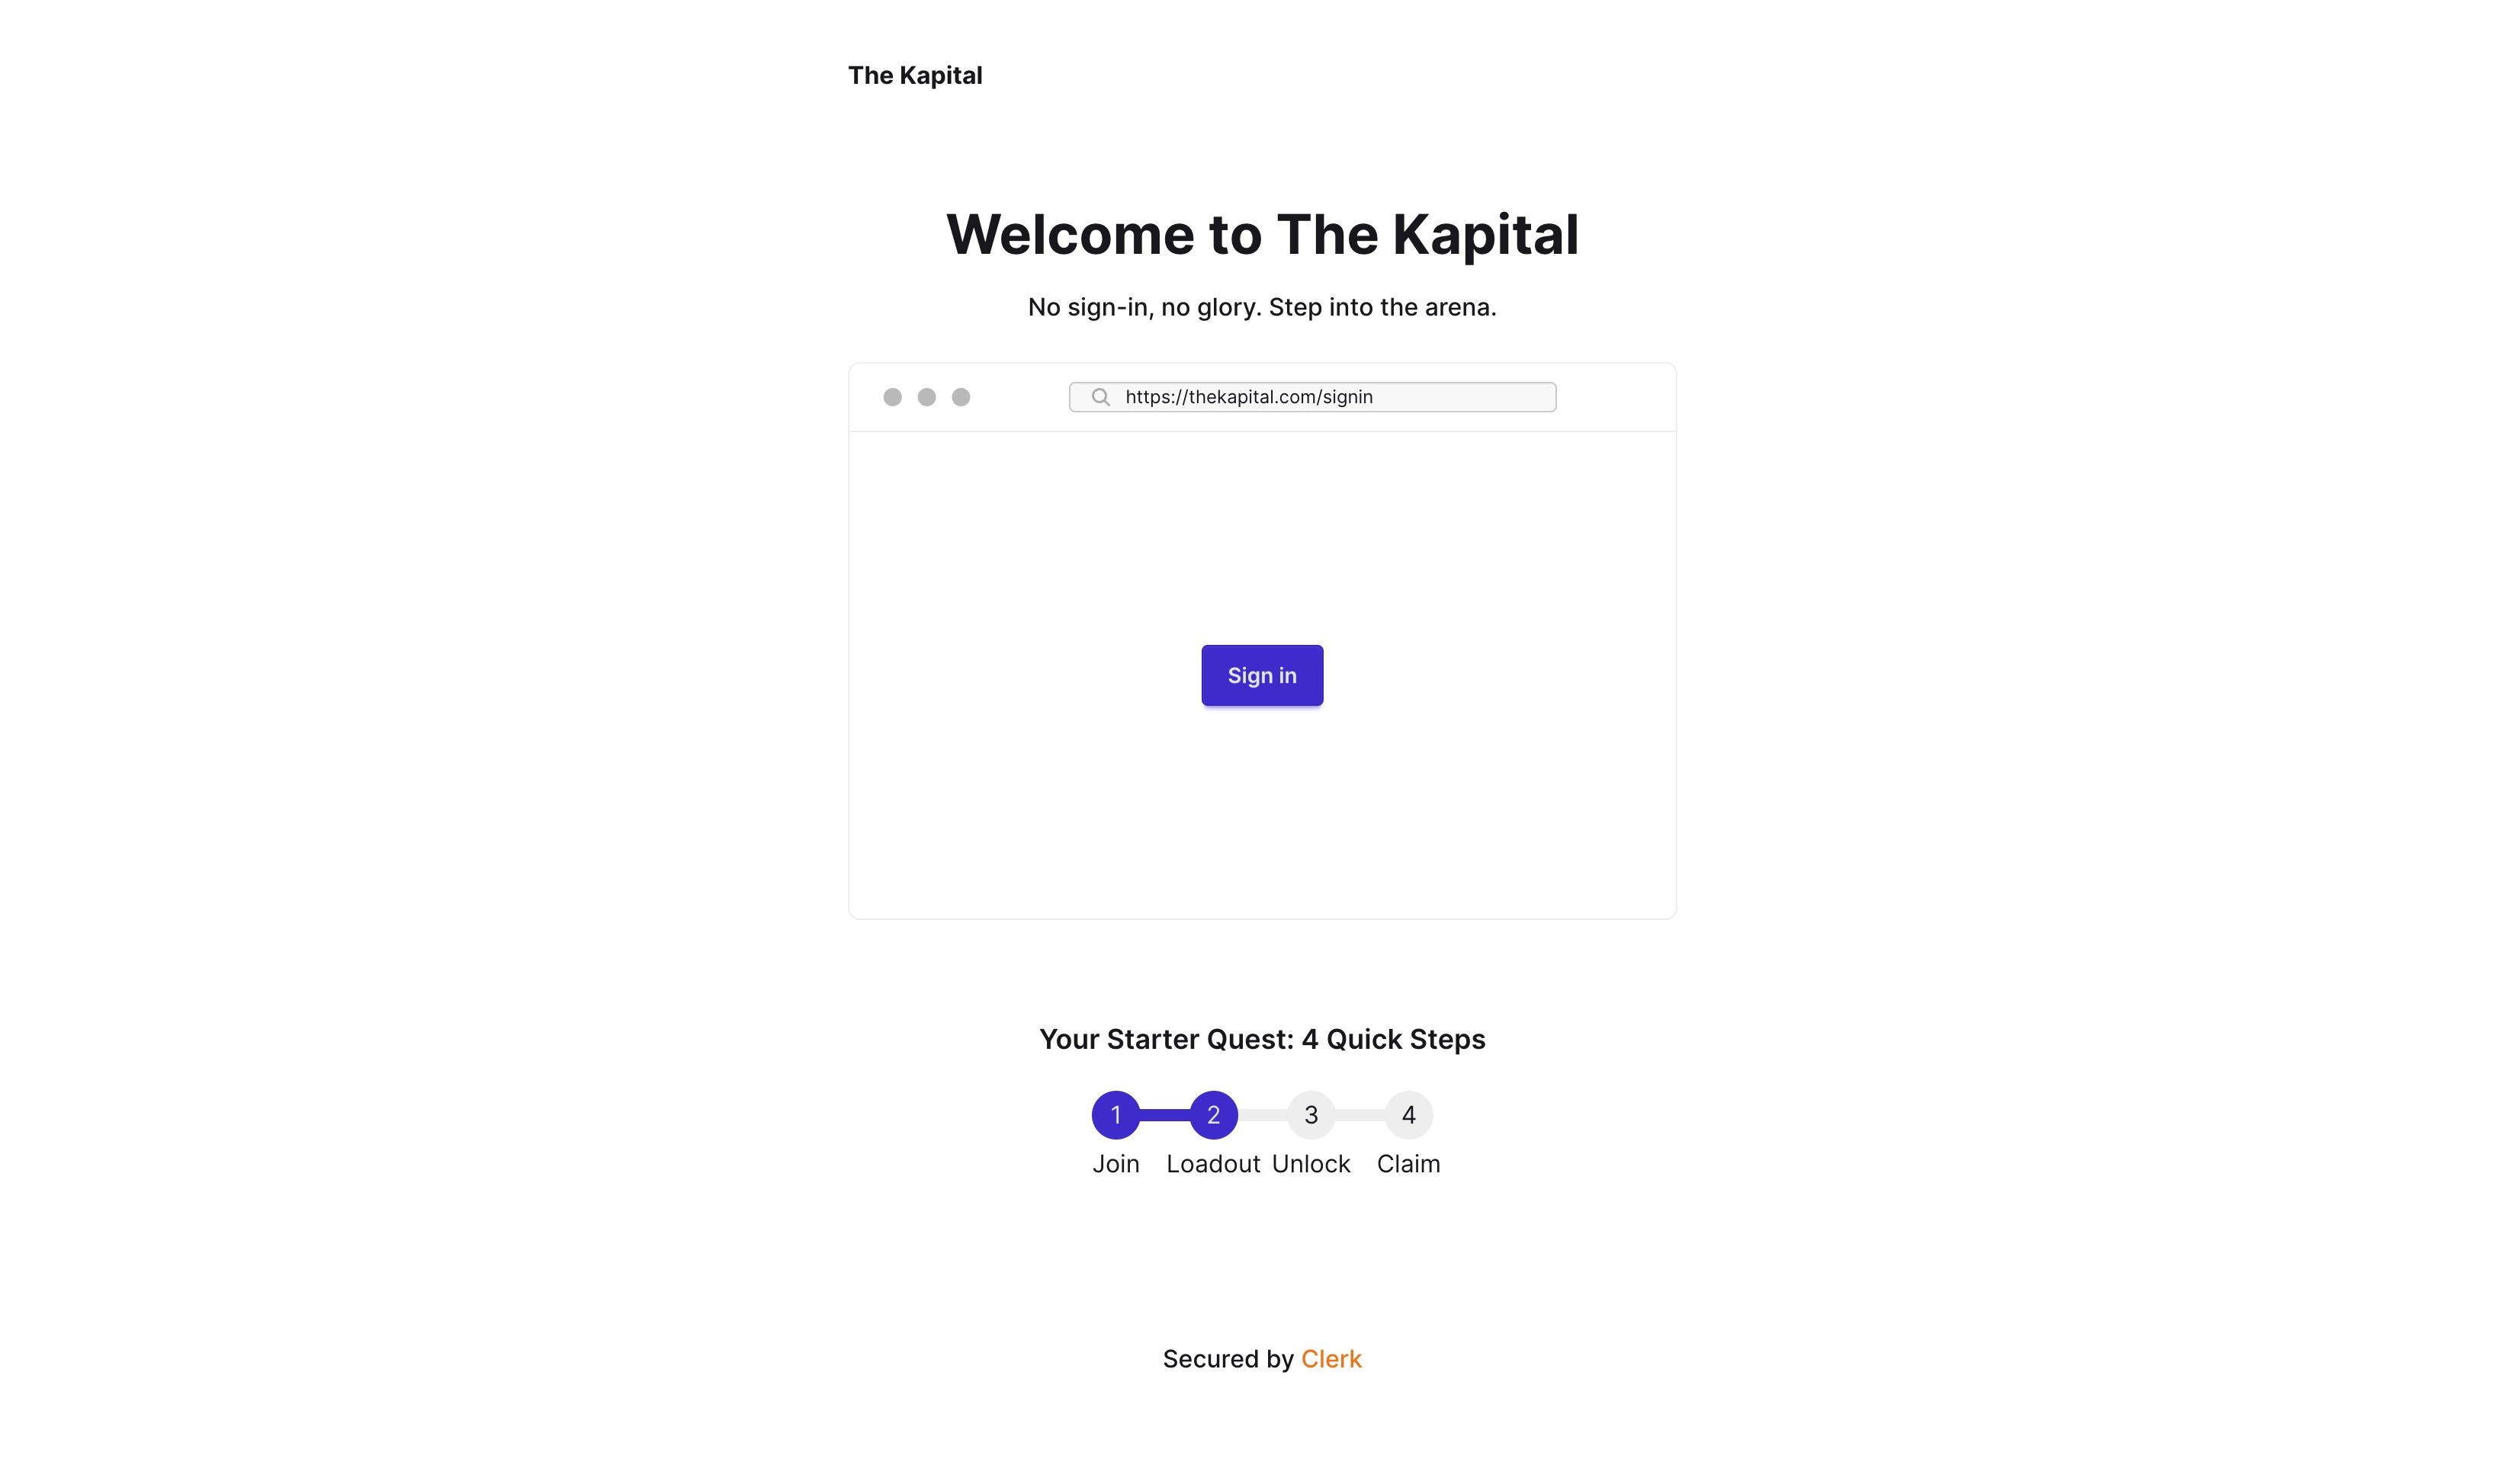 The Kapital
Welcome to The Kapital
No sign-in, no glory. Step into the arena.
https://thekapital.com/signin
Sign in
Your Starter Quest: 4 Quick Steps
1 2 3 4
Join Loadout Unlock Claim
Secured by Clerk